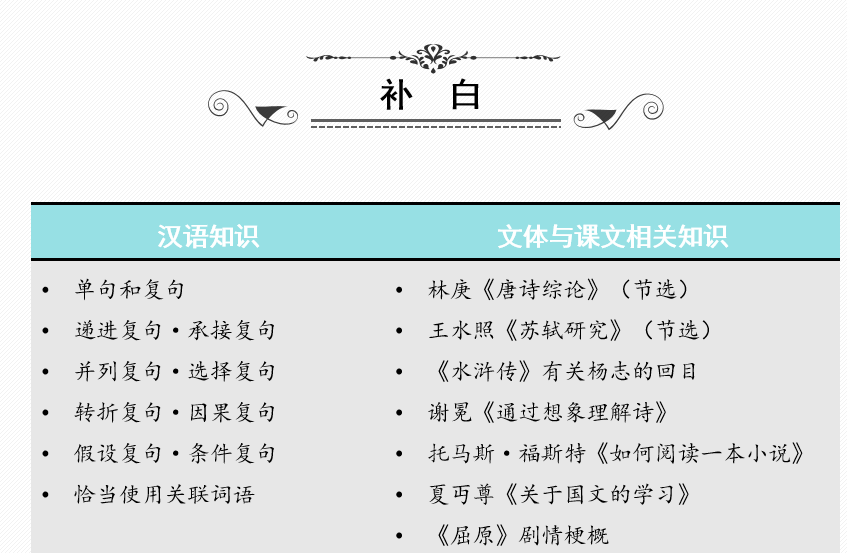 补 白
汉语知识
文体与课文相关知识
• 单句和复句
• 递进复句·承接复句
• 并列复句·选择复句
• 转折复句·因果复句
• 假设复句·条件复句
• 恰当使用关联词语
• 林庚《唐诗综论》（节选）
• 王水照《苏轼研究》（节选）
• 《水浒传》有关杨志的回目
• 谢冕《通过想象理解诗》
• 托马斯·福斯特《如何阅读一本小说》
• 夏丏尊《关于国文的学习》
• 《屈原》剧情梗概